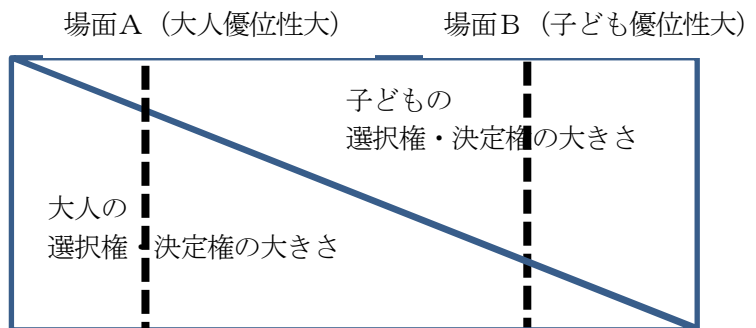 場面A（大人優位性大）
場面B（子ども優位性大）
子どもの
選択権・決定権の大きさ
大人の
選択権・決定権の大きさ